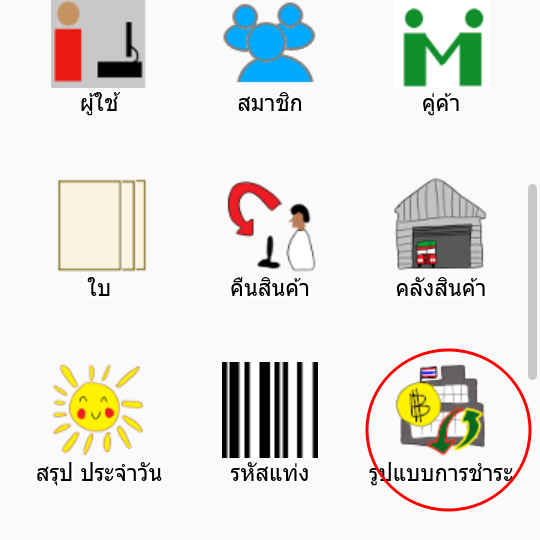 ผู้ใช้
สมาชิก
คู่ค้า
ใบ
คืนสินค้า
คลังสินค้า
สรุป ประจำวัน
รหัสแท่ง
รูปแบบการชำระ